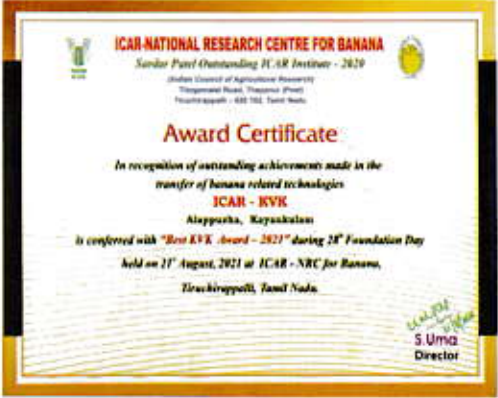 ICAR-NATIONAL RESEARCH CENTRE FOR BANANA
Sardar Patel Outstanding ICAR Institute - 2020
(Indian Council of Agricultural Research)
Thogamalai Road, Thayanur (Post)
Tiruchirappalli - 620 102, Tamil Nadu
Award Certificate
In recognition of outstanding achievements made in the
transfer of banana related technologies
ICAR - KVK
Alappuzha, Kayamkulam
is conferred with "Best KVK Award - 2021" during 28th Foundation Day
held on 21st August, 2021 at ICAR - NRC for Banana,
Tiruchirappalli, Tamil Nadu.
S.Uma
Director